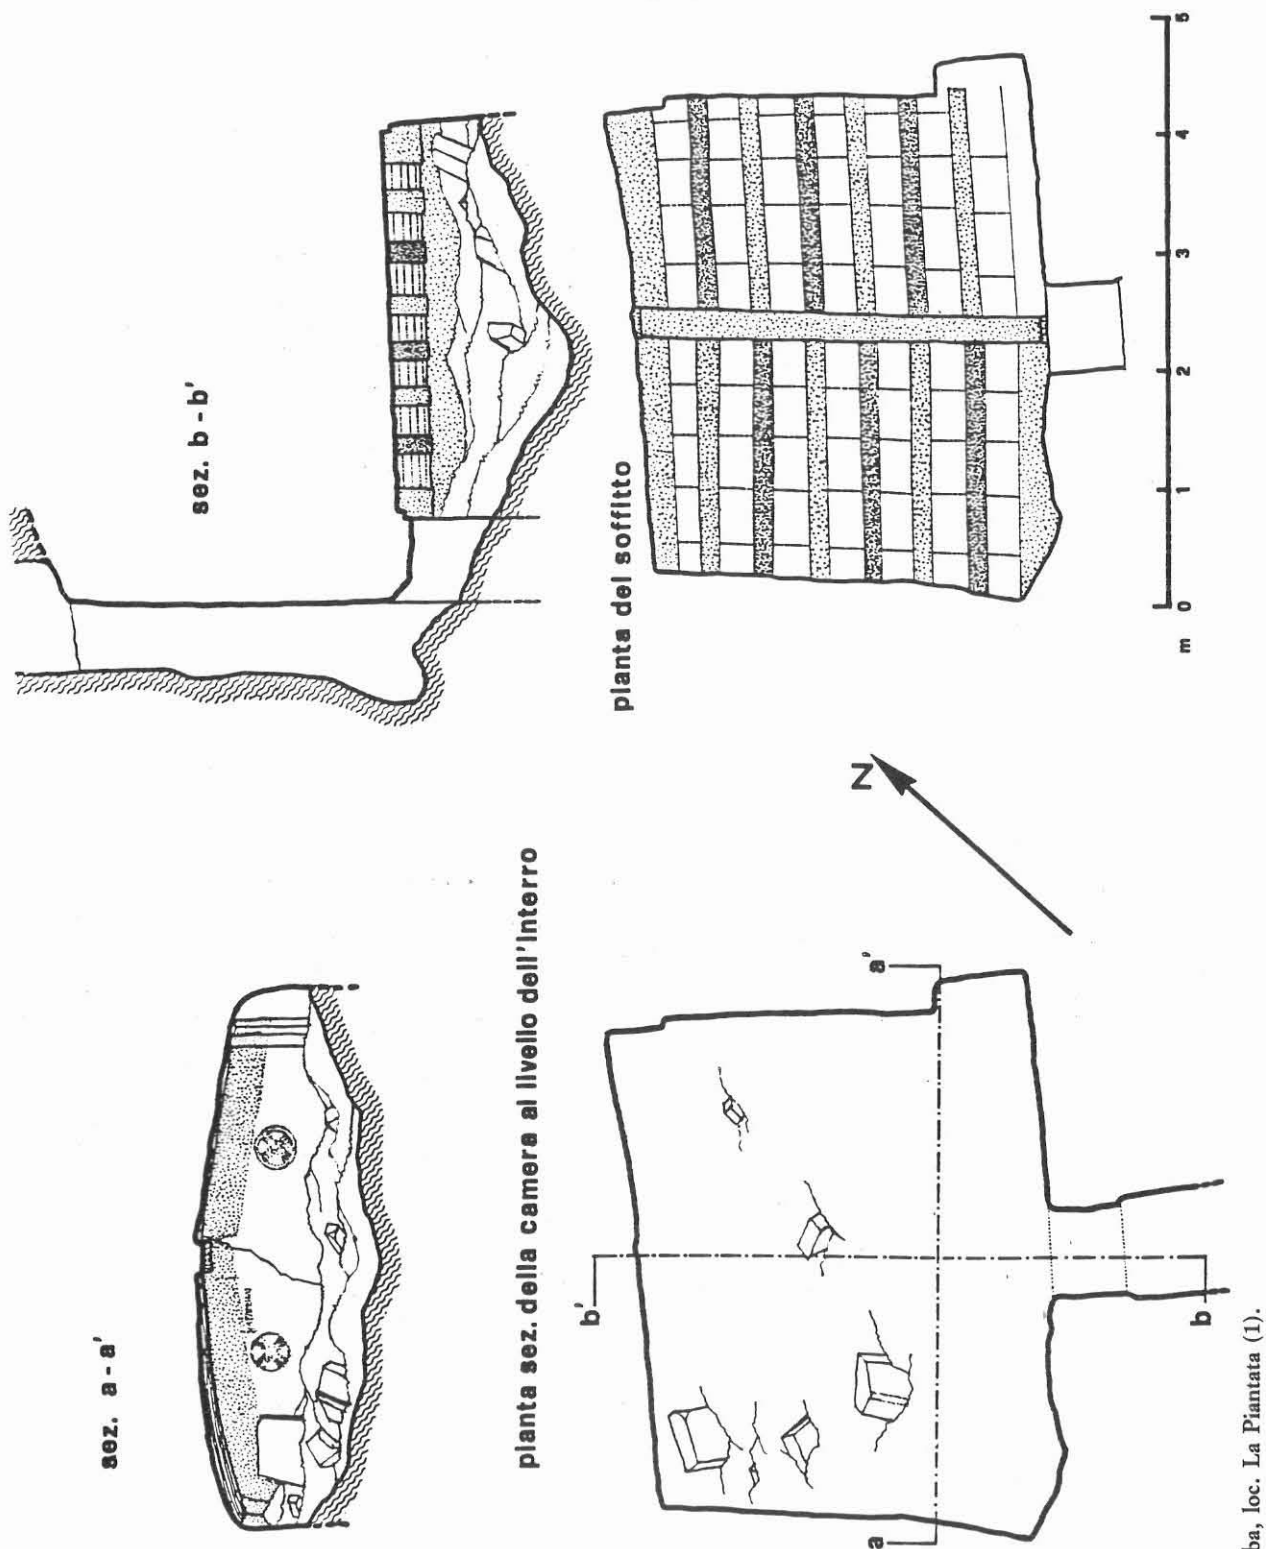 sez. a - a'
sez. b - b'
planta sez. della camera al livello dell'interro
planta del soffitto
N
a
a'
b'
b
m
0
1
2
3
4
5
ba, loc. La Piantata (1).